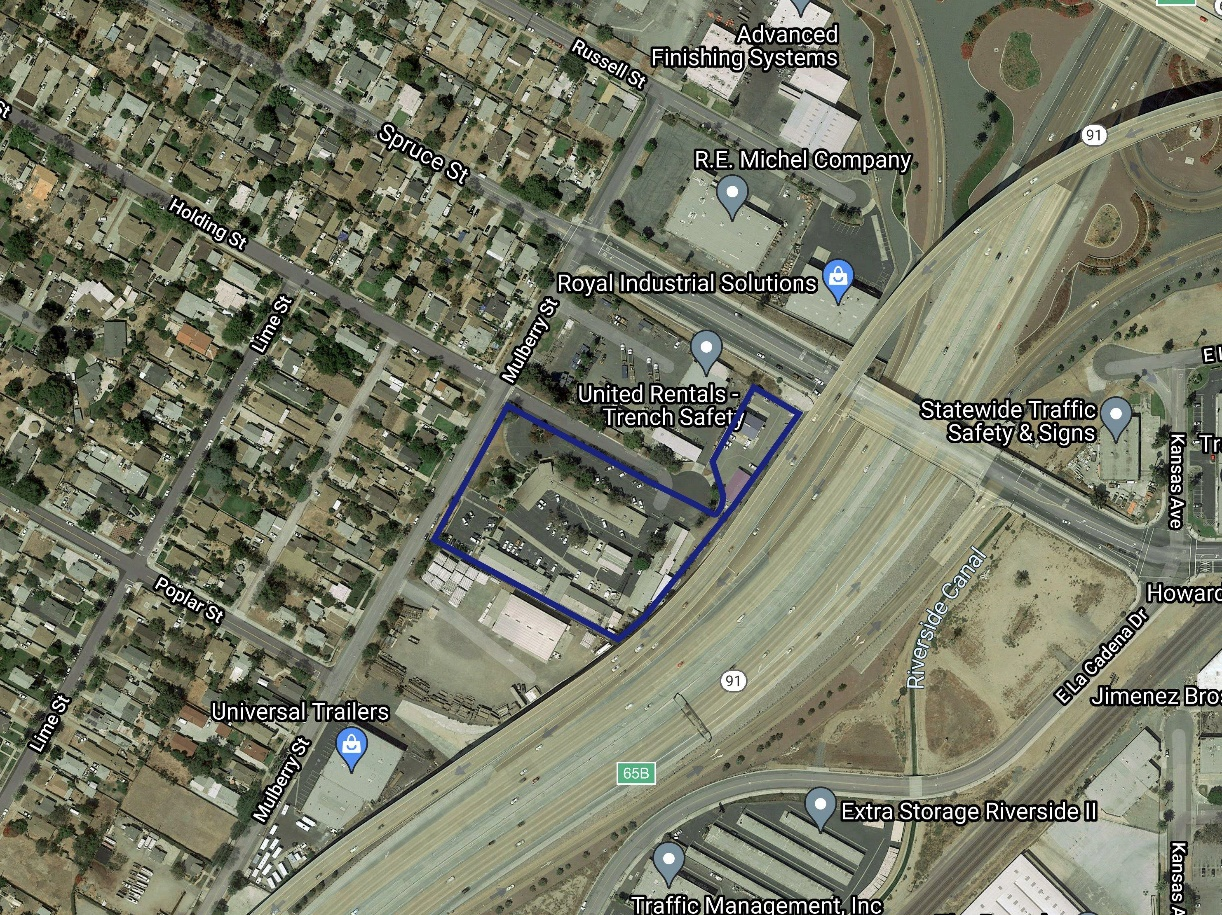 Advanced
Finishing Systems
Russell St
91
Spruce St
R.E. Michel Company
Holding St
Royal Industrial Solutions
Lime St
Mulberry St
United Rentals -
Trench Safety
Statewide Traffic
Safety & Signs
Kansas Ave
Riverside Canal
Poplar St
Howard
E La Cadena Dr
91
Jimenez Bros
Universal Trailers
Lime St
Mulberry St
65B
Extra Storage Riverside II
Traffic Management, Inc
Kansas A